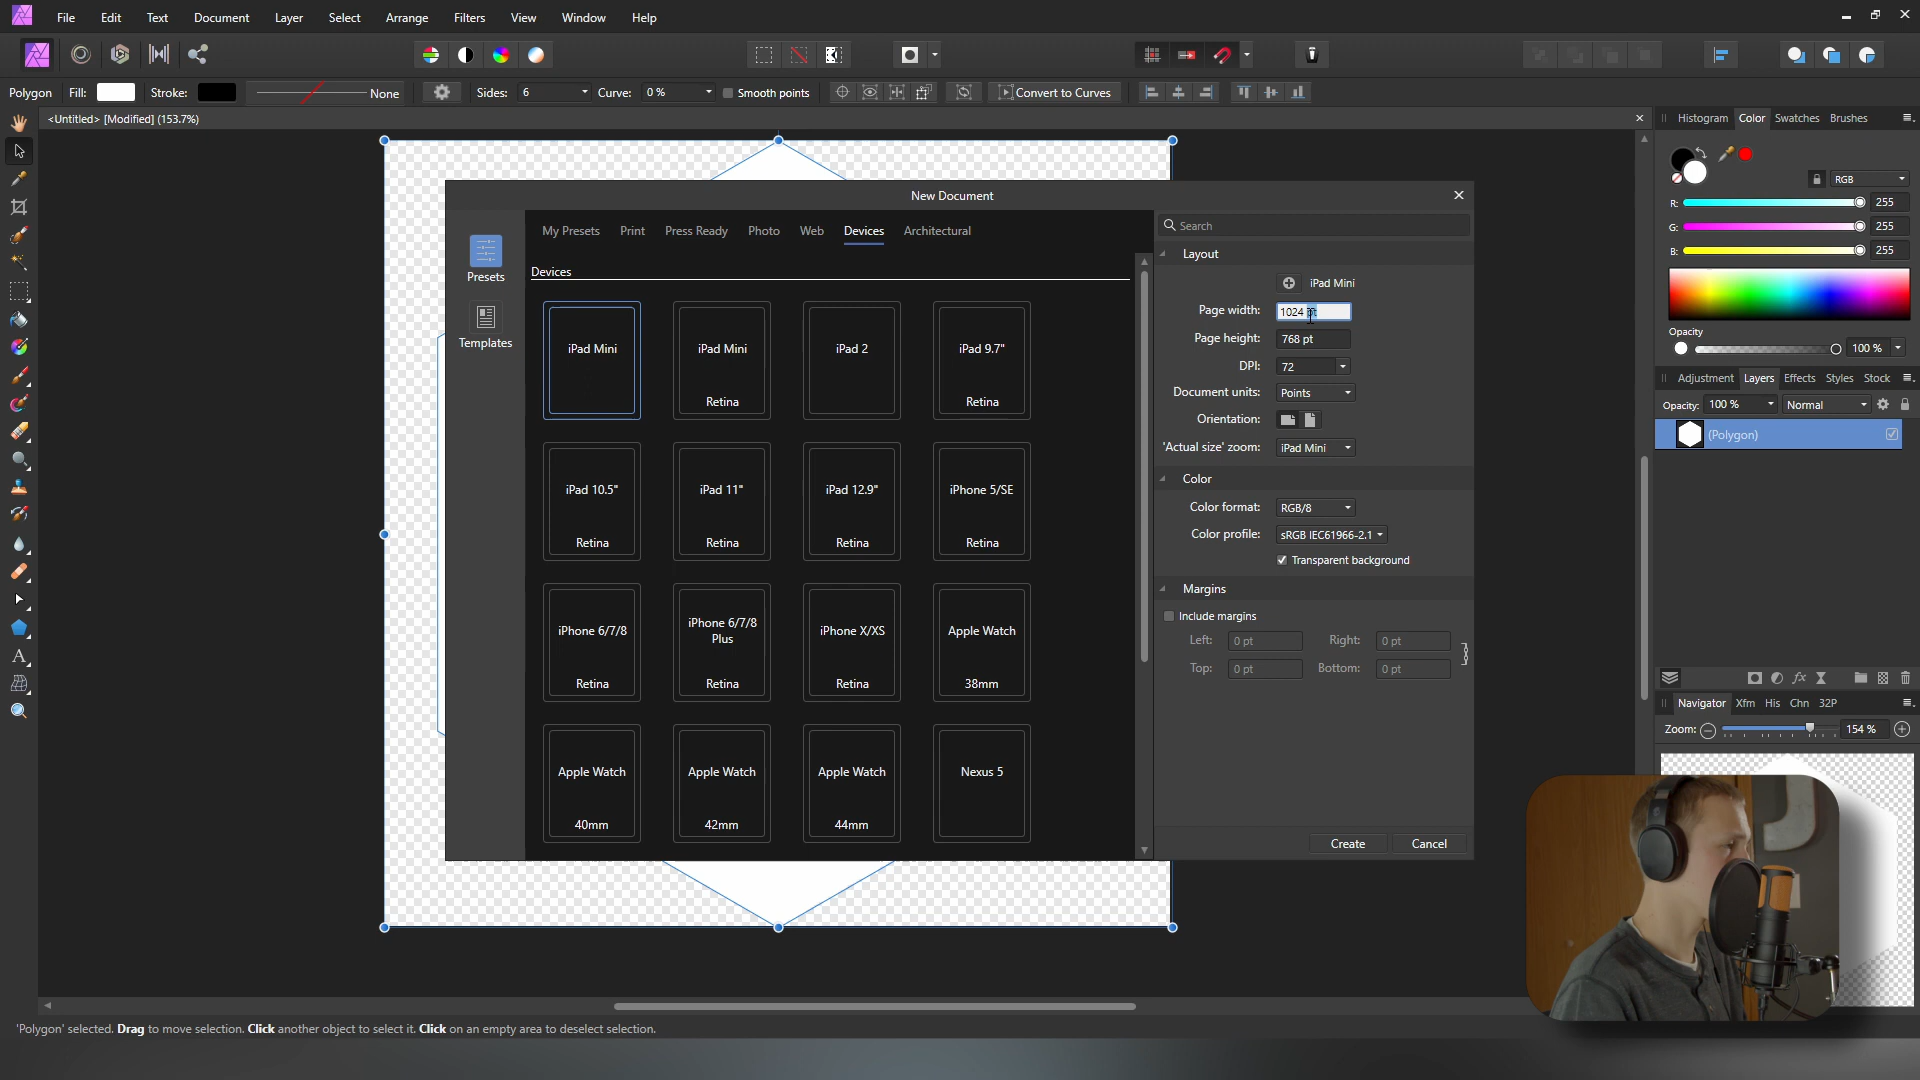 File Edit Text Document Layer Select Arrange Filters View Window Help
Polygon Fill: Stroke: None Sides: 6 Curve: 0 % Smooth points Convert to Curves
<Untitled> [Modified] (153.7%)
Histogram Color Swatches Brushes
RGB
R: 255
G: 255
B: 255
Opacity
100 %
Adjustment Layers Effects Styles Stock
Opacity: 100 % Normal
(Polygon)
Navigator Xfm His Chn 32P
Zoom: 154 %
New Document
Presets
Templates
My Presets Print Press Ready Photo Web Devices Architectural
Devices
iPad Mini
iPad Mini
Retina
iPad 2
iPad 9.7"
Retina
iPad 10.5"
Retina
iPad 11"
Retina
iPad 12.9"
Retina
iPhone 5/SE
Retina
iPhone 6/7/8
Retina
iPhone 6/7/8
Plus
Retina
iPhone X/XS
Retina
Apple Watch
38mm
Apple Watch
40mm
Apple Watch
42mm
Apple Watch
44mm
Nexus 5
Search
Layout
iPad Mini
Page width: 1024 pt
Page height: 768 pt
DPI: 72
Document units: Points
Orientation:
'Actual size' zoom: iPad Mini
Color
Color format: RGB/8
Color profile: sRGB IEC61966-2.1
Transparent background
Margins
Include margins
Left: 0 pt Right: 0 pt
Top: 0 pt Bottom: 0 pt
Create Cancel
'Polygon' selected. Drag to move selection. Click another object to select it. Click on an empty area to deselect selection.